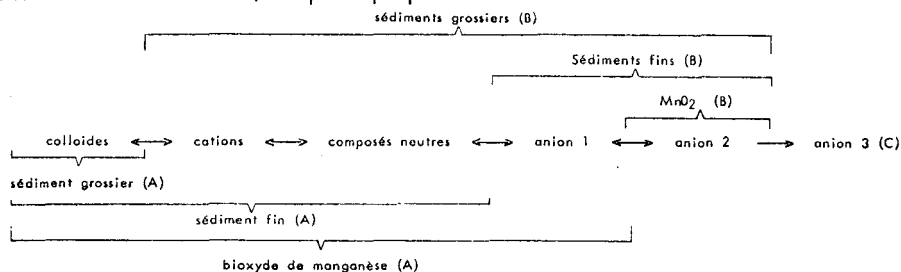 sédiments grossiers (B)
Sédiments fins (B)
MnO2 (B)
colloides ⟷ cations ⟷ composés neutres ⟷ anion 1 ⟷ anion 2 ⟶ anion 3 (C)
sédiment grossier (A)
sédiment fin (A)
bioxyde de manganèse (A)